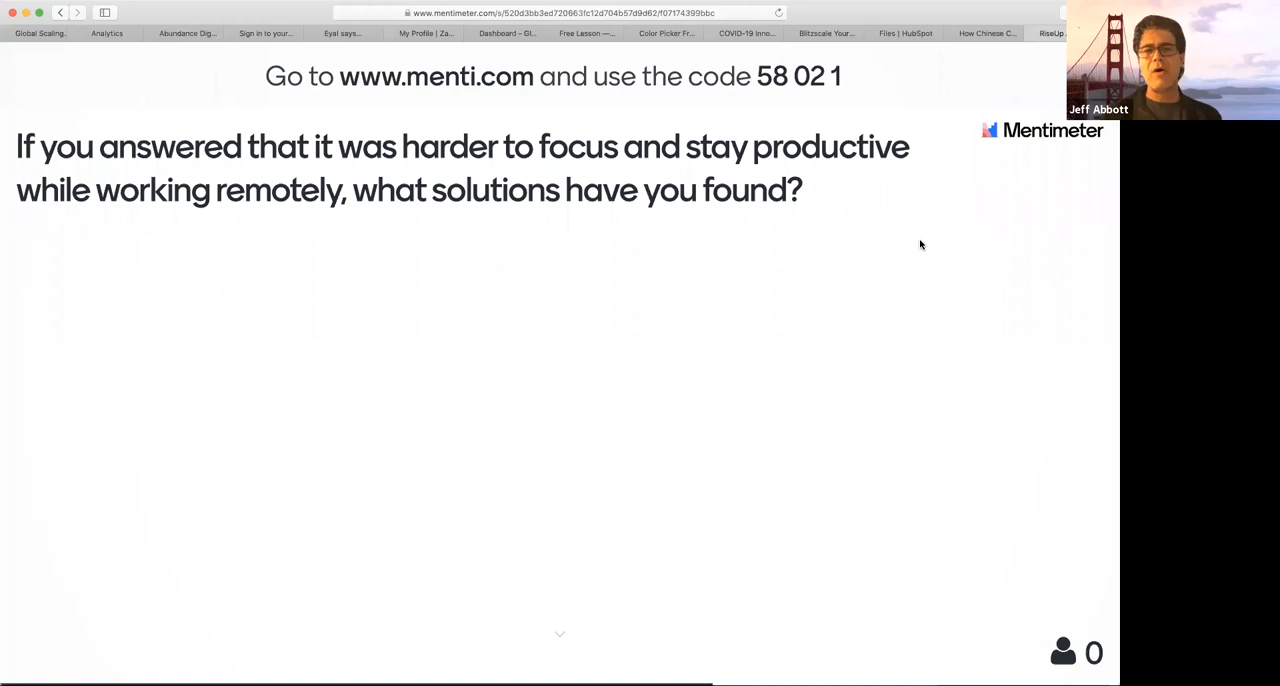 www.mentimeter.com/s/520d3bb3ed720663fc12d704b57d9d62/f07174399bbc
Global Scaling.. Analytics Abundance Dig... Sign in to your... Eyal says... My Profile | Za... Dashboard – Gl... Free Lesson —... Color Picker Fr... COVID-19 Inno... Blitzscale Your... Files | HubSpot How Chinese C... RiseUp
Go to www.menti.com and use the code 58 02 1
Jeff Abbott
Mentimeter
If you answered that it was harder to focus and stay productive
while working remotely, what solutions have you found?
0